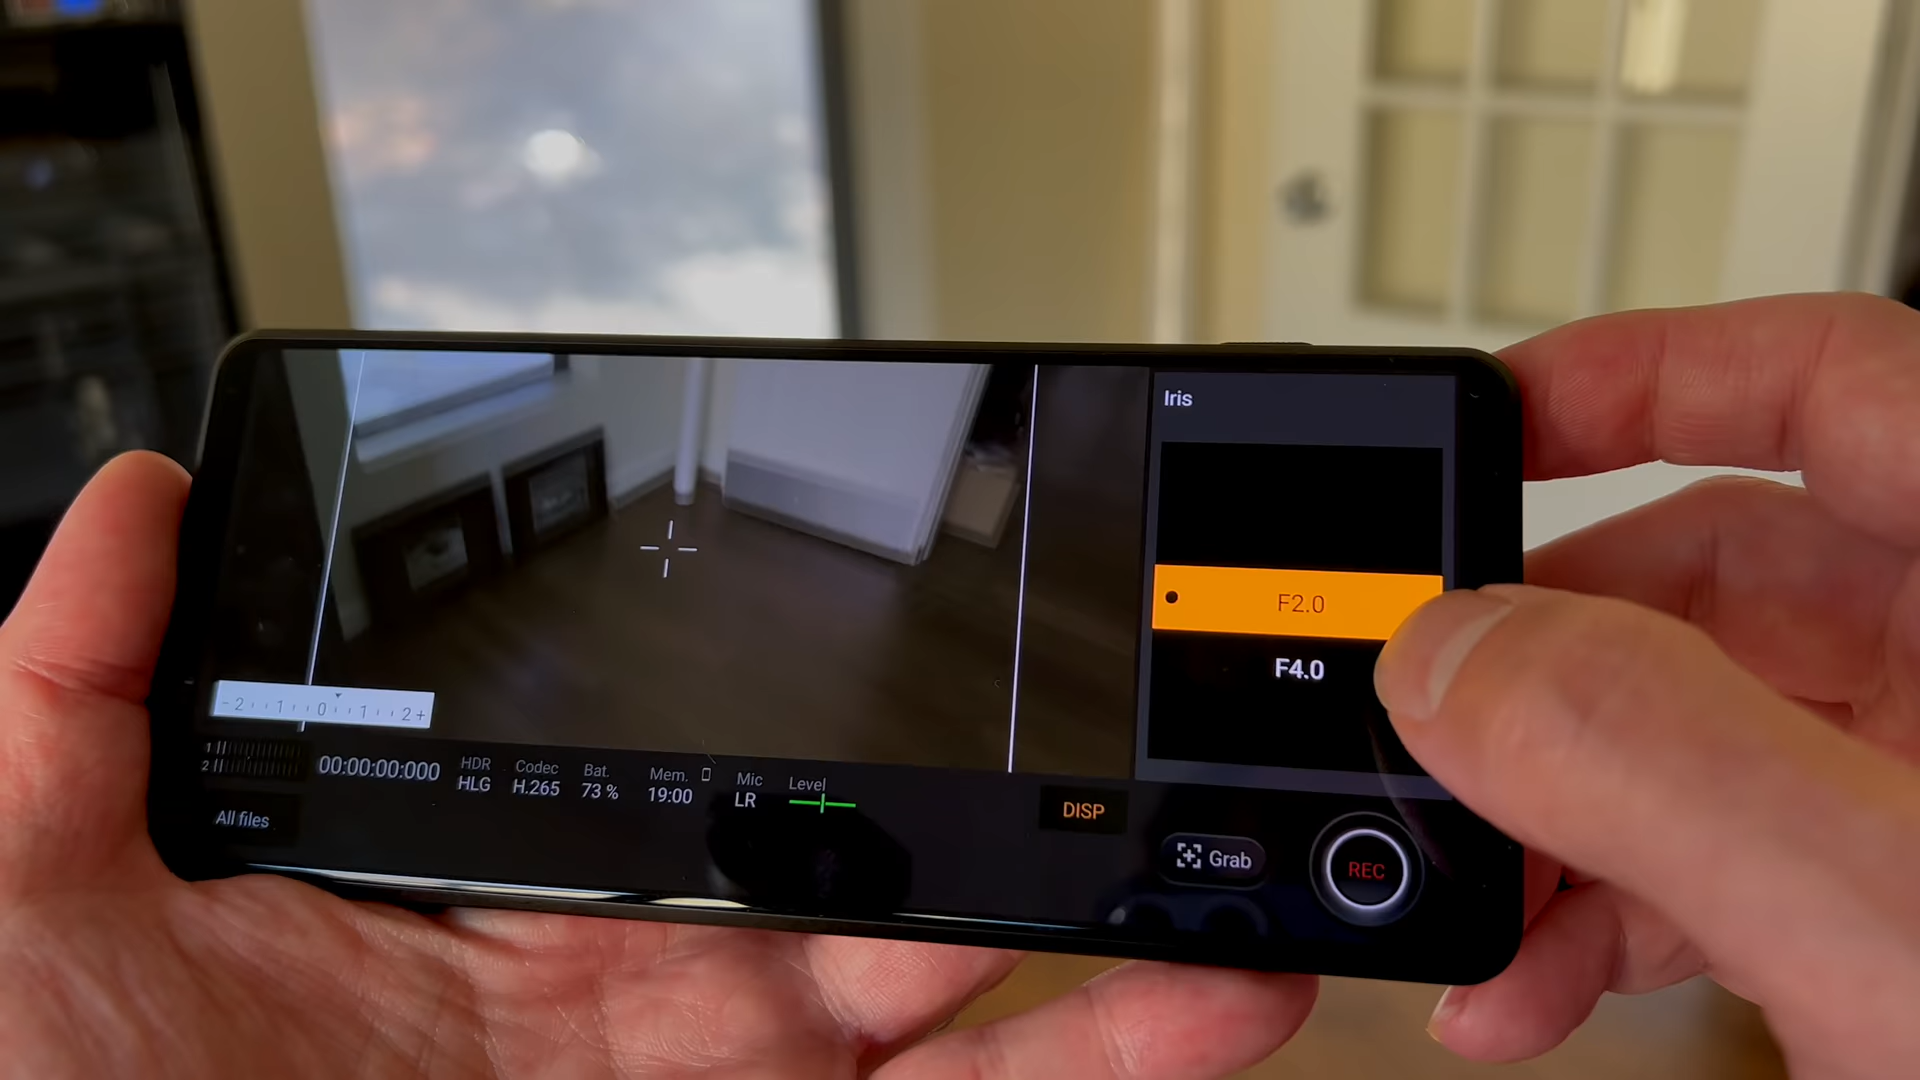 Iris
F2.0
F4.0
- 2 1 0 1 2 +
1
2
00:00:00:000
HDR
HLG
Codec
H.265
Bat.
73 %
Mem.
19:00
Mic
LR
Level
DISP
All files
Grab
REC